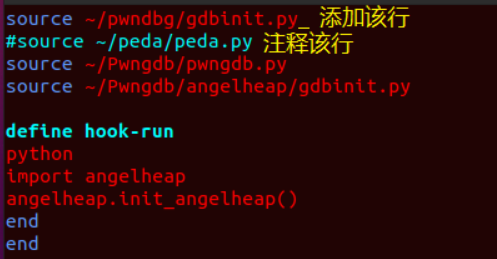 source ~/pwndbg/gdbinit.py_ 添加该行
#source ~/peda/peda.py 注释该行
source ~/Pwngdb/pwngdb.py
source ~/Pwngdb/angelheap/gdbinit.py
define hook-run
python
import angelheap
angelheap.init_angelheap()
end
end